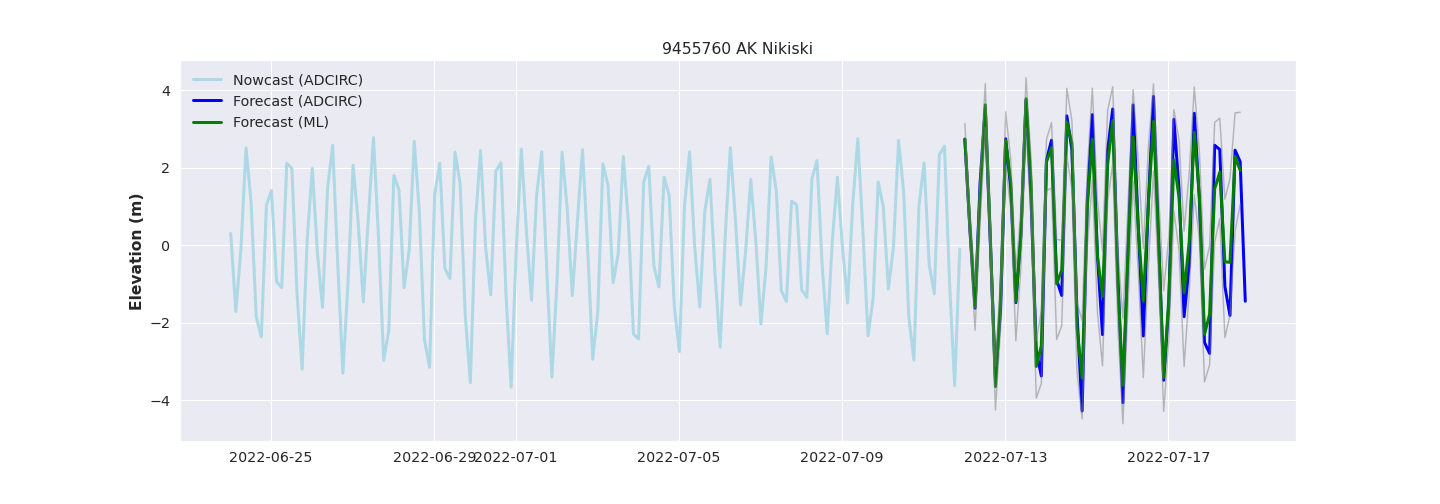 9455760 AK Nikiski
Nowcast (ADCIRC)
Forecast (ADCIRC)
Forecast (ML)
Elevation (m)
4
2
0
−2
−4
2022-06-25
2022-06-29
2022-07-01
2022-07-05
2022-07-09
2022-07-13
2022-07-17